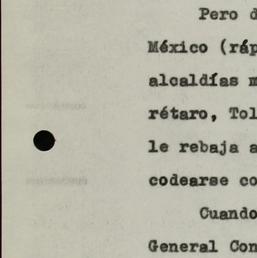 Pero d
México (ráp
alcaldías m
rétaro, Tol
le rebaja a
codearse co
Cuando
General Con